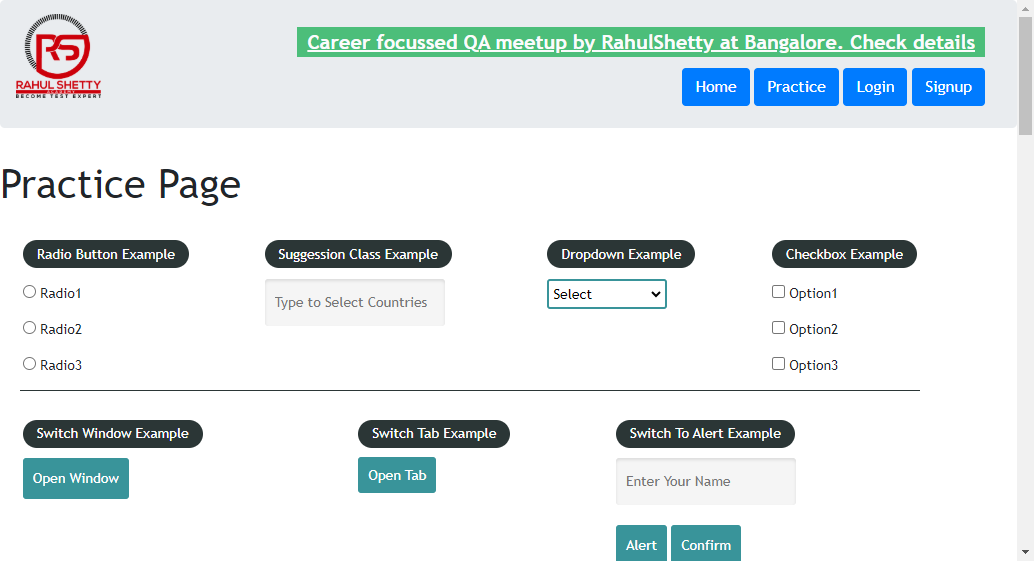 RS
RAHUL SHETTY
ACADEMY
BECOME TEST EXPERT
Career focussed QA meetup by RahulShetty at Bangalore. Check details
Home Practice Login Signup
Practice Page
Radio Button Example Suggession Class Example Dropdown Example Checkbox Example
Radio1 Type to Select Countries Select Option1
Radio2 Option2
Radio3 Option3
Switch Window Example Switch Tab Example Switch To Alert Example
Open Window Open Tab Enter Your Name
Alert Confirm